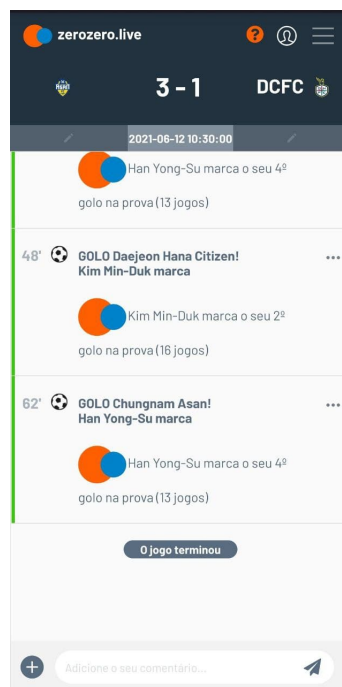 zerozero.live
?
HSAN
3 - 1
DCFC
2021-06-12 10:30:00
Han Yong-Su marca o seu 4º
golo na prova (13 jogos)
48' GOLO Daejeon Hana Citizen!
Kim Min-Duk marca
Kim Min-Duk marca o seu 2º
golo na prova (16 jogos)
62' GOLO Chungnam Asan!
Han Yong-Su marca
Han Yong-Su marca o seu 4º
golo na prova (13 jogos)
O jogo terminou
Adicione o seu comentário...